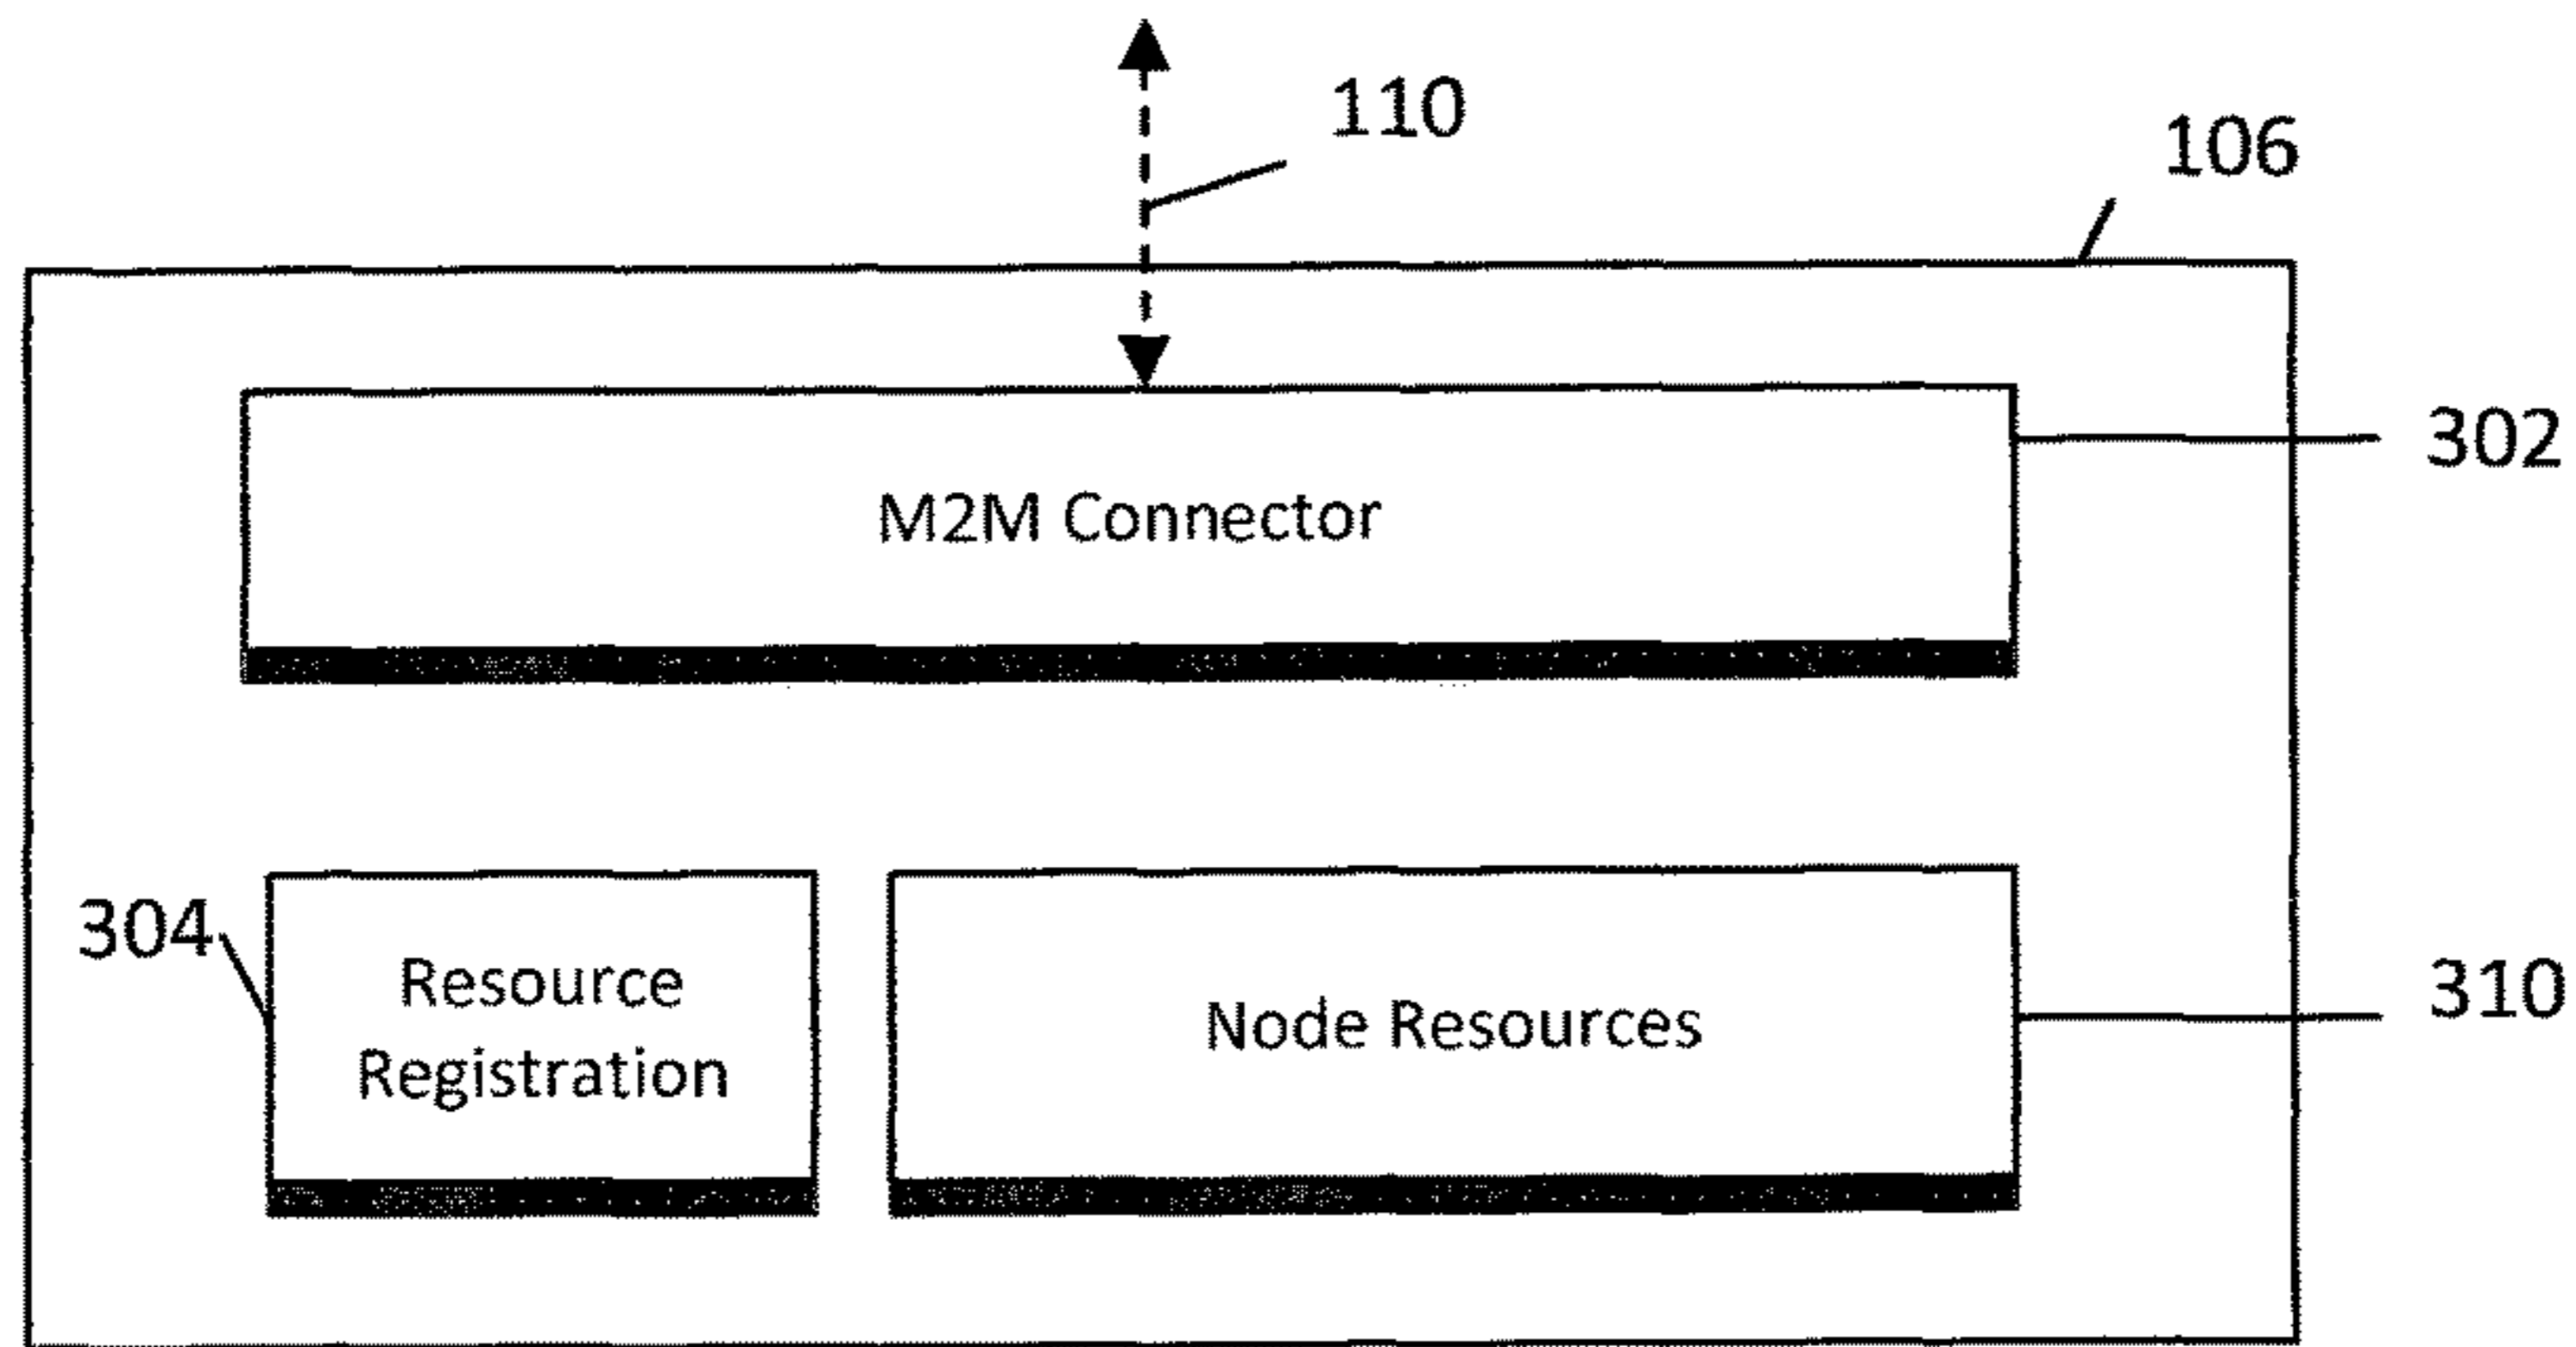 110
106
302
M2M Connector
304
Resource
Registration
Node Resources
310